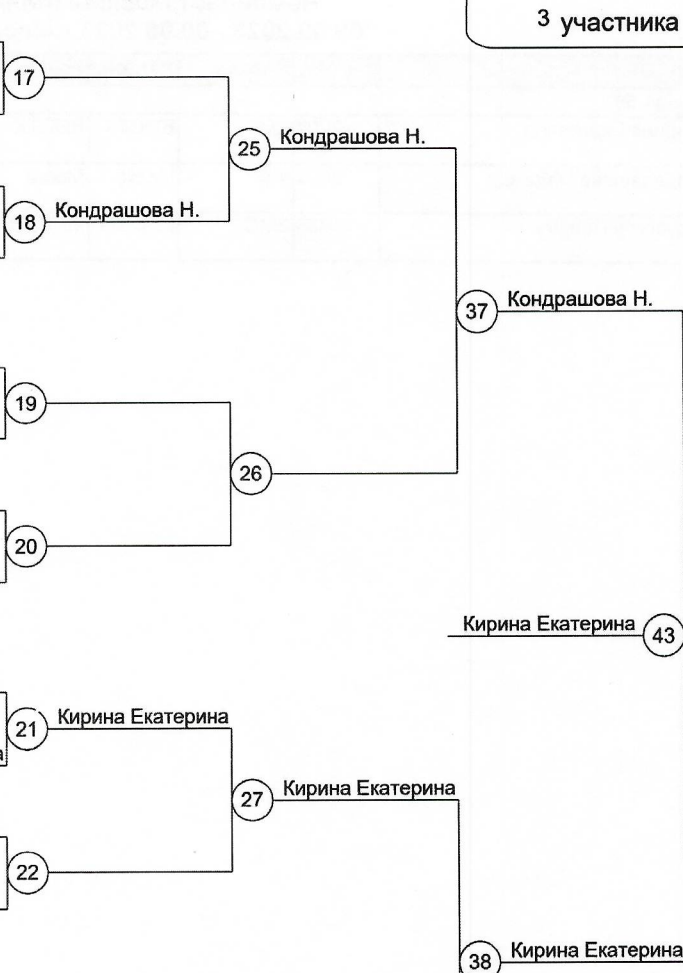 3 участника
17
25 Кондрашова Н.
18 Кондрашова Н.
37 Кондрашова Н.
19
26
20
Кирина Екатерина 43
21 Кирина Екатерина
а
27 Кирина Екатерина
22
38 Кирина Екатерина